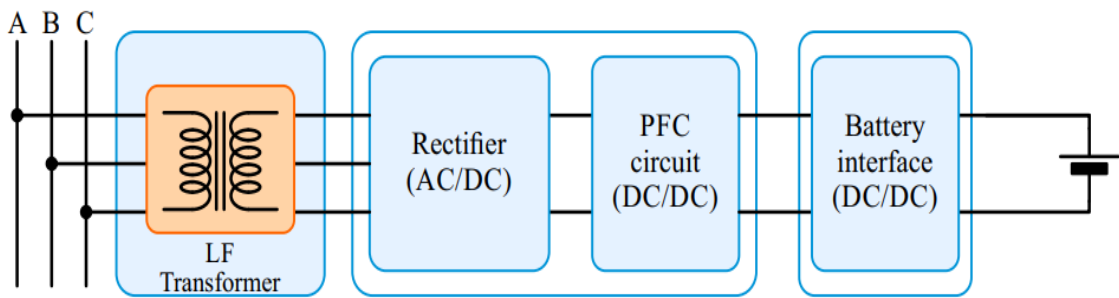 A B C
LF
Transformer
Rectifier
(AC/DC)
PFC
circuit
(DC/DC)
Battery
interface
(DC/DC)